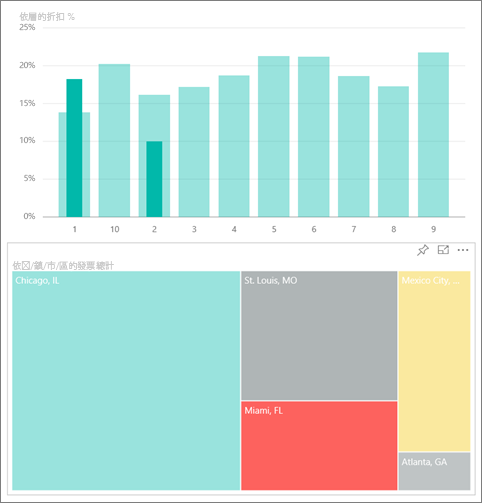 依層的折扣 %
25%
20%
15%
10%
5%
0%
1 10 2 3 4 5 6 7 8 9
依図/鎮/市/區的發票總計
Chicago, IL
St. Louis, MO
Mexico City, ...
Miami, FL
Atlanta, GA